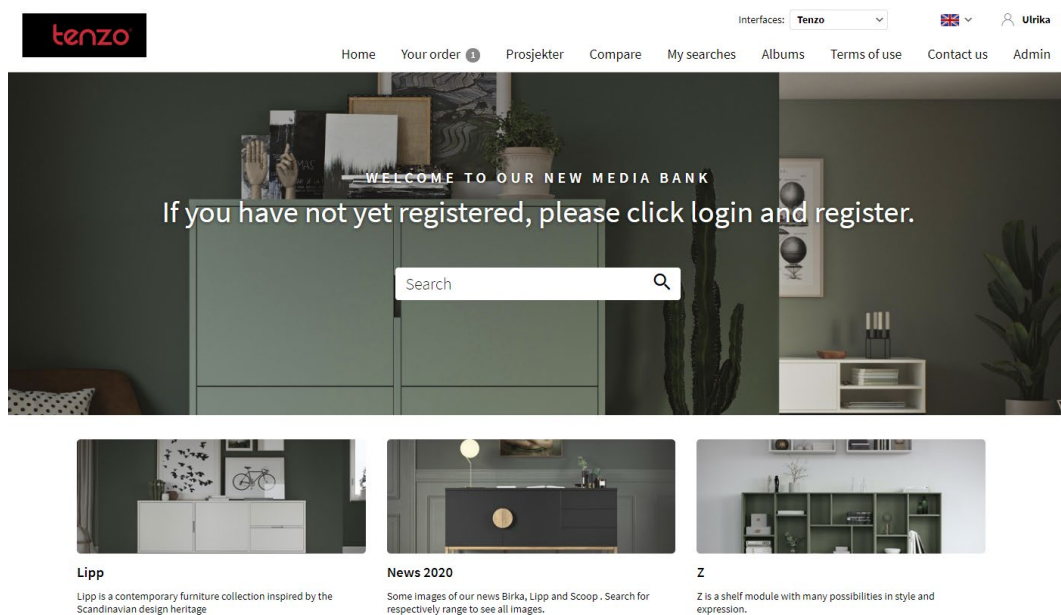 tenzo
Interfaces: Tenzo
Ulrika
Home Your order 1 Prosjekter Compare My searches Albums Terms of use Contact us Admin
WELCOME TO OUR NEW MEDIA BANK
If you have not yet registered, please click login and register.
Search
Lipp
Lipp is a contemporary furniture collection inspired by the
Scandinavian design heritage
News 2020
Some images of our news Birka, Lipp and Scoop . Search for
respectively range to see all images.
Z
Z is a shelf module with many possibilities in style and
expression.